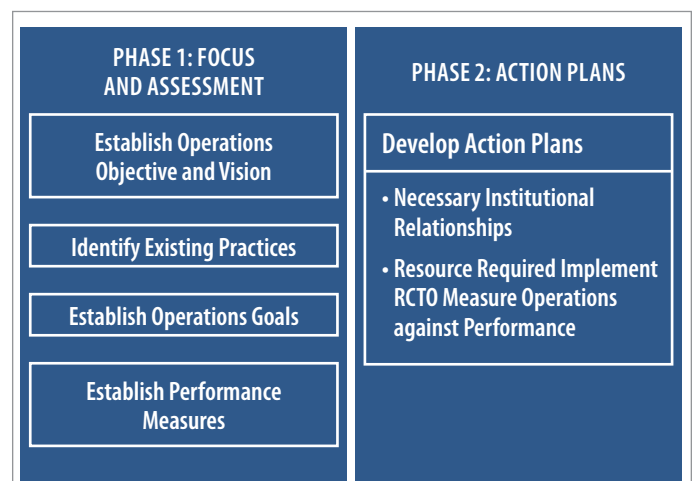 PHASE 1: FOCUS
AND ASSESSMENT
Establish Operations
Objective and Vision
Identify Existing Practices
Establish Operations Goals
Establish Performance
Measures
PHASE 2: ACTION PLANS
Develop Action Plans
• Necessary Institutional
Relationships
• Resource Required Implement
RCTO Measure Operations
against Performance